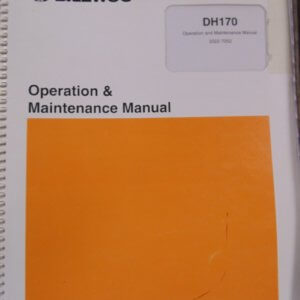 DH170
Operation and Maintenance Manual
Operation &
Maintenance Manual